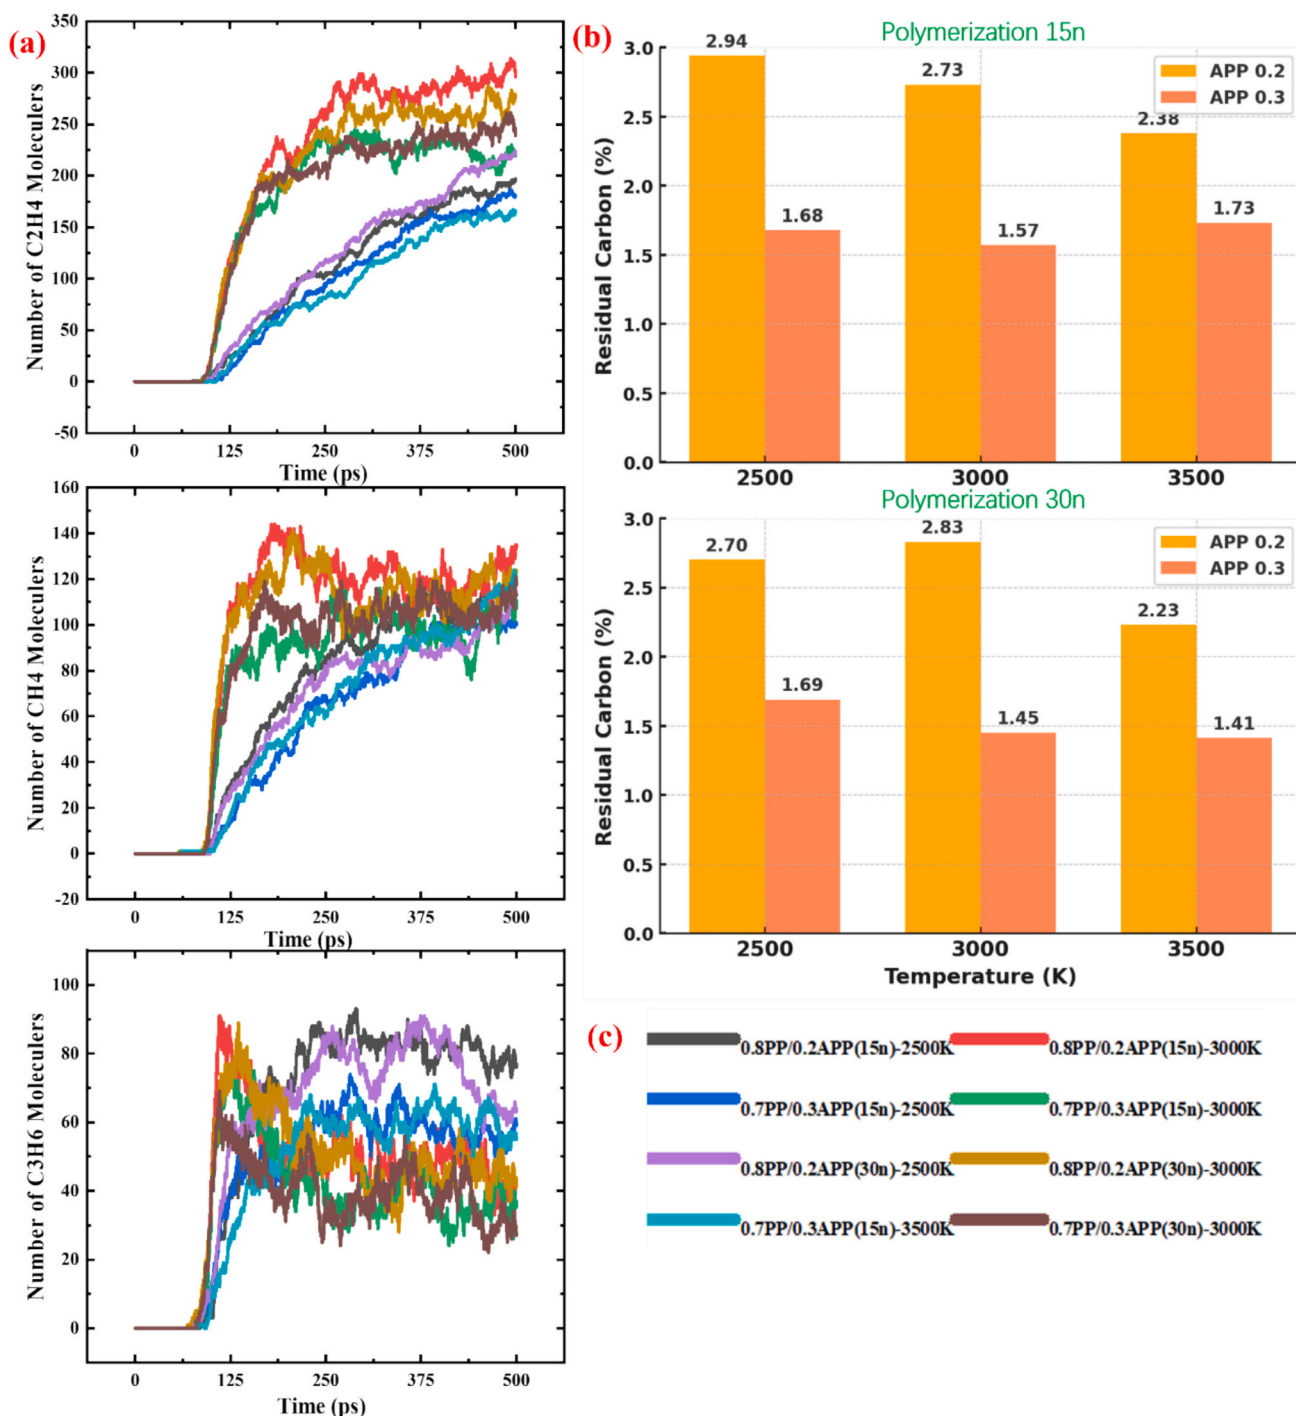 (a)
350
300
250
200
150
100
50
0
-50
Number of C2H4 Moleculers
0 125 250 375 500
Time (ps)
160
140
120
100
80
60
40
20
0
-20
Number of CH4 Moleculers
0 125 250 375 500
Time (ps)
100
80
60
40
20
0
Number of C3H6 Moleculers
0 125 250 375 500
Time (ps)
(b)
Polymerization 15n
3.0
2.5
2.0
1.5
1.0
0.5
0.0
Residual Carbon (%)
2.94
1.68
2.73
1.57
2.38
1.73
APP 0.2
APP 0.3
2500 3000 3500
Polymerization 30n
3.0
2.5
2.0
1.5
1.0
0.5
0.0
Residual Carbon (%)
2.70
1.69
2.83
1.45
2.23
1.41
APP 0.2
APP 0.3
2500 3000 3500
Temperature (K)
(c)
0.8PP/0.2APP(15n)-2500K
0.8PP/0.2APP(15n)-3000K
0.7PP/0.3APP(15n)-2500K
0.7PP/0.3APP(15n)-3000K
0.8PP/0.2APP(30n)-2500K
0.8PP/0.2APP(30n)-3000K
0.7PP/0.3APP(15n)-3500K
0.7PP/0.3APP(30n)-3000K